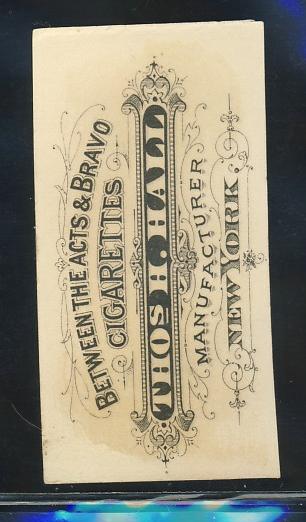 BETWEEN THE ACTS & BRAVO
CIGARETTES
THOS H. HALL
MANUFACTURER
NEW YORK.